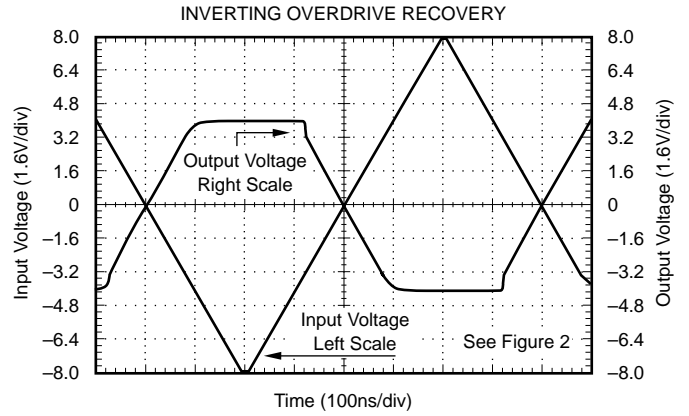 INVERTING OVERDRIVE RECOVERY
8.0
6.4
4.8
3.2
1.6
0
–1.6
–3.2
–4.8
–6.4
–8.0
Input Voltage (1.6V/div)
Output Voltage
Right Scale
Input Voltage
Left Scale
See Figure 2
8.0
6.4
4.8
3.2
1.6
0
–1.6
–3.2
–4.8
–6.4
–8.0
Output Voltage (1.6V/div)
Time (100ns/div)